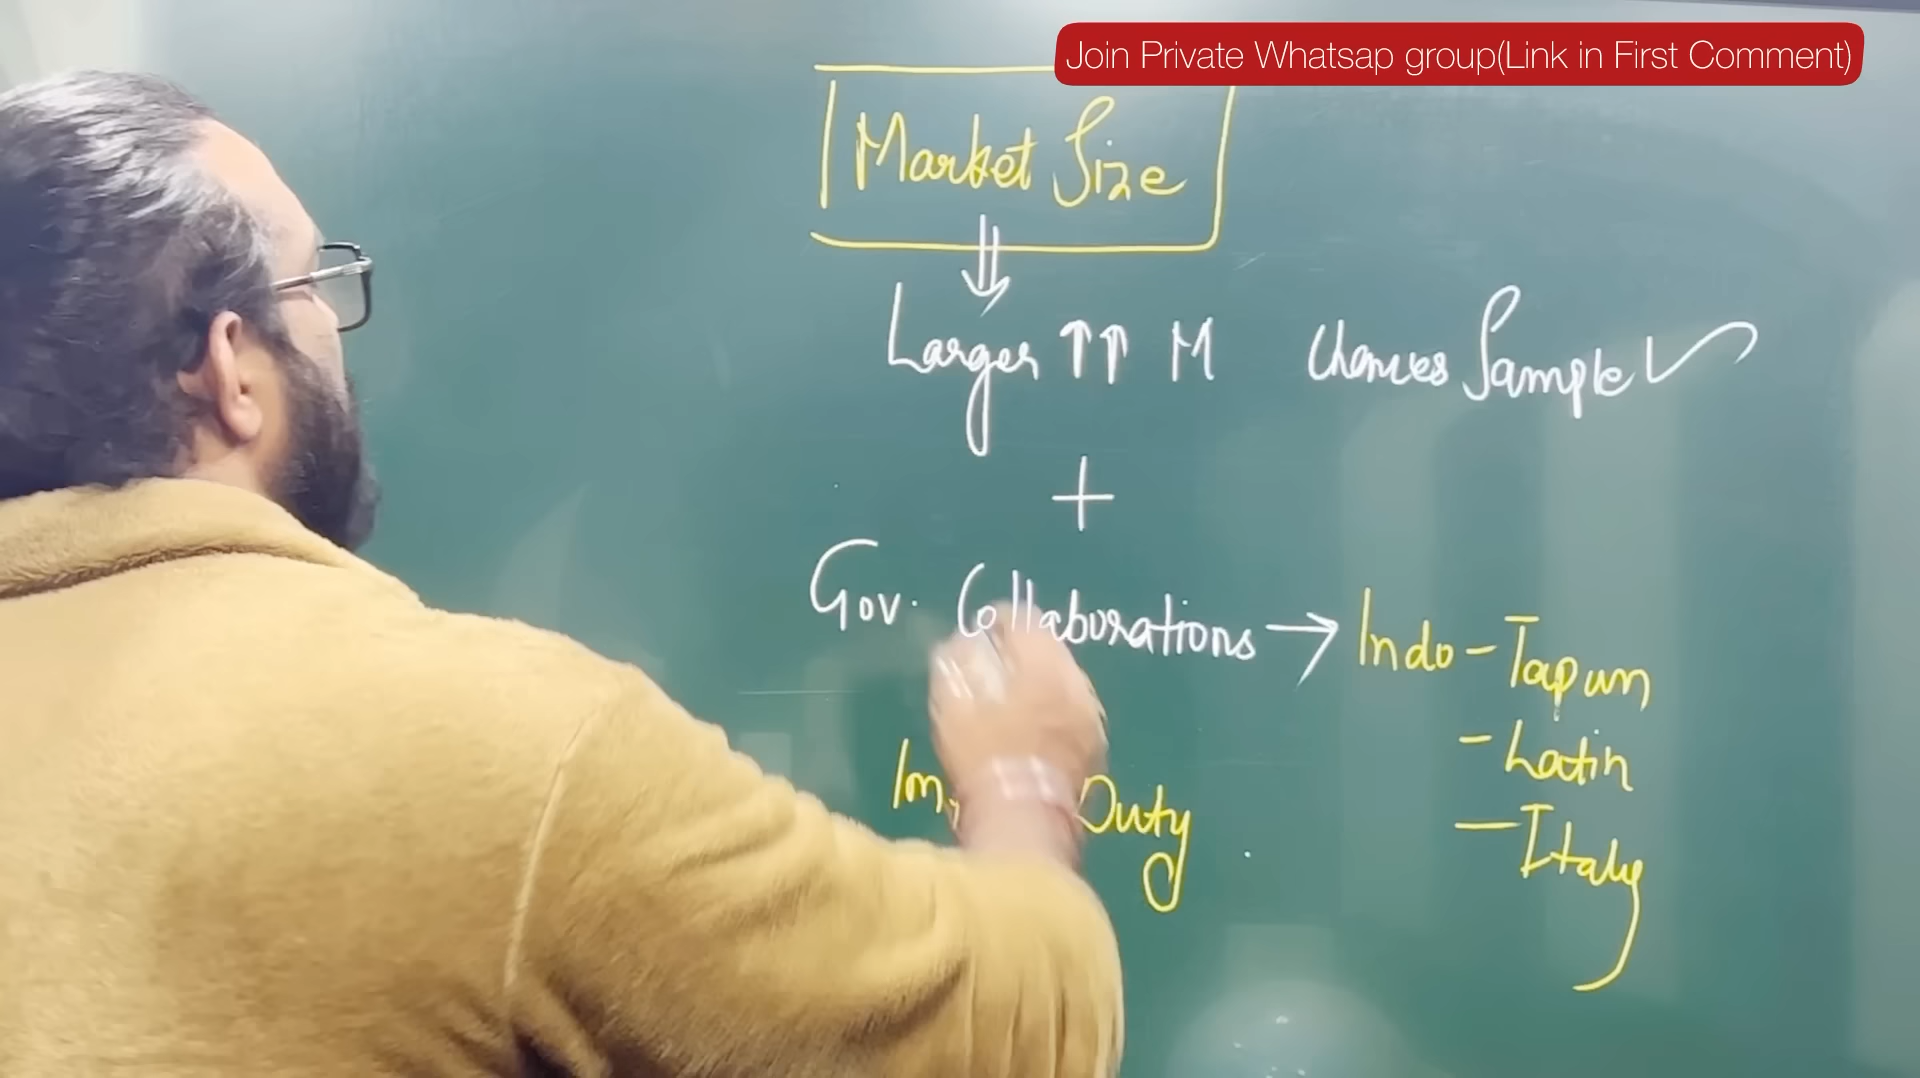 Join Private Whatsap group(Link in First Comment)
Market Size
Larger ↑↑ M Chances Sample ✓
+
Gov. Collaborations → Indo - Japan
- Latin
- Italy
Duty